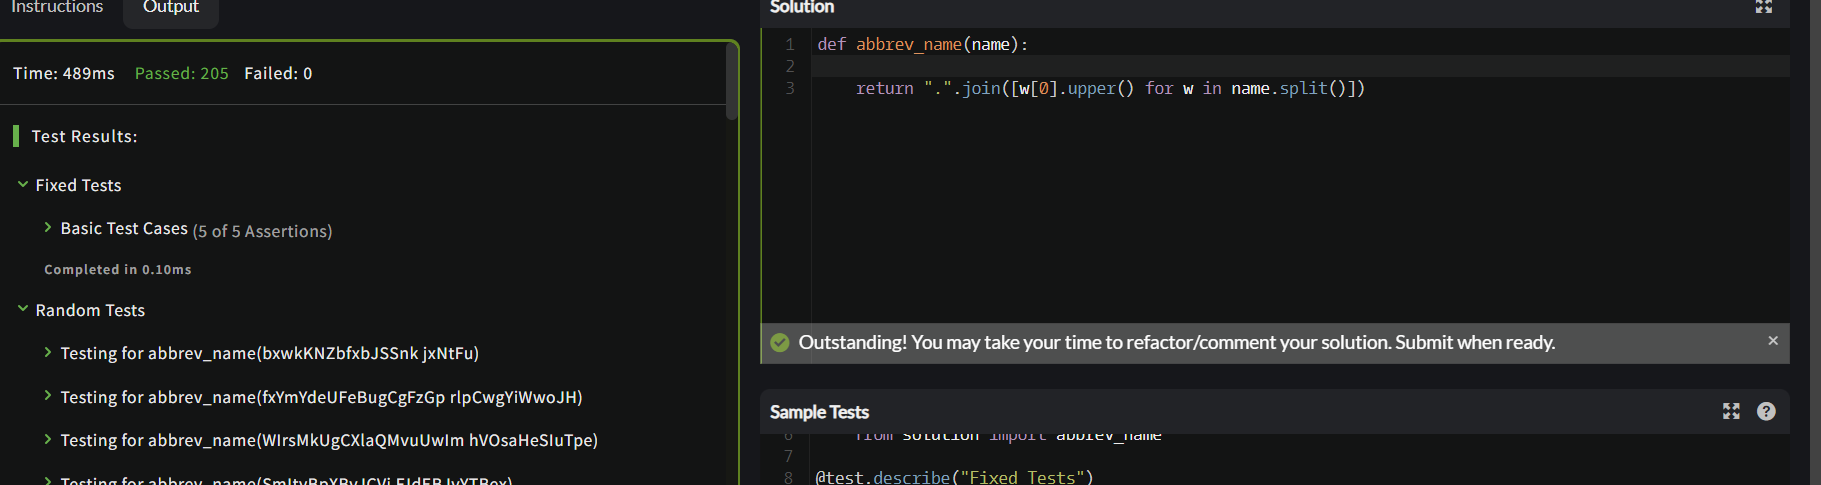 Instructions
Output
Time: 489ms Passed: 205 Failed: 0
Test Results:
Fixed Tests
Basic Test Cases (5 of 5 Assertions)
Completed in 0.10ms
Random Tests
Testing for abbrev_name(bxwkKNZbfxbJSSnk jxNtFu)
Testing for abbrev_name(fxYmYdeUFeBugCgFzGp rlpCwgYiWwoJH)
Testing for abbrev_name(WIrsMkUgCXlaQMvuUwIm hVOsaHeSIuTpe)
Testing for
Solution
1 def abbrev_name(name):
2
3 return ".".join([w[0].upper() for w in name.split()])
Outstanding! You may take your time to refactor/comment your solution. Submit when ready.
Sample Tests
6 from solution import abbrev_name
7
8 @test.describe("Fixed Tests")